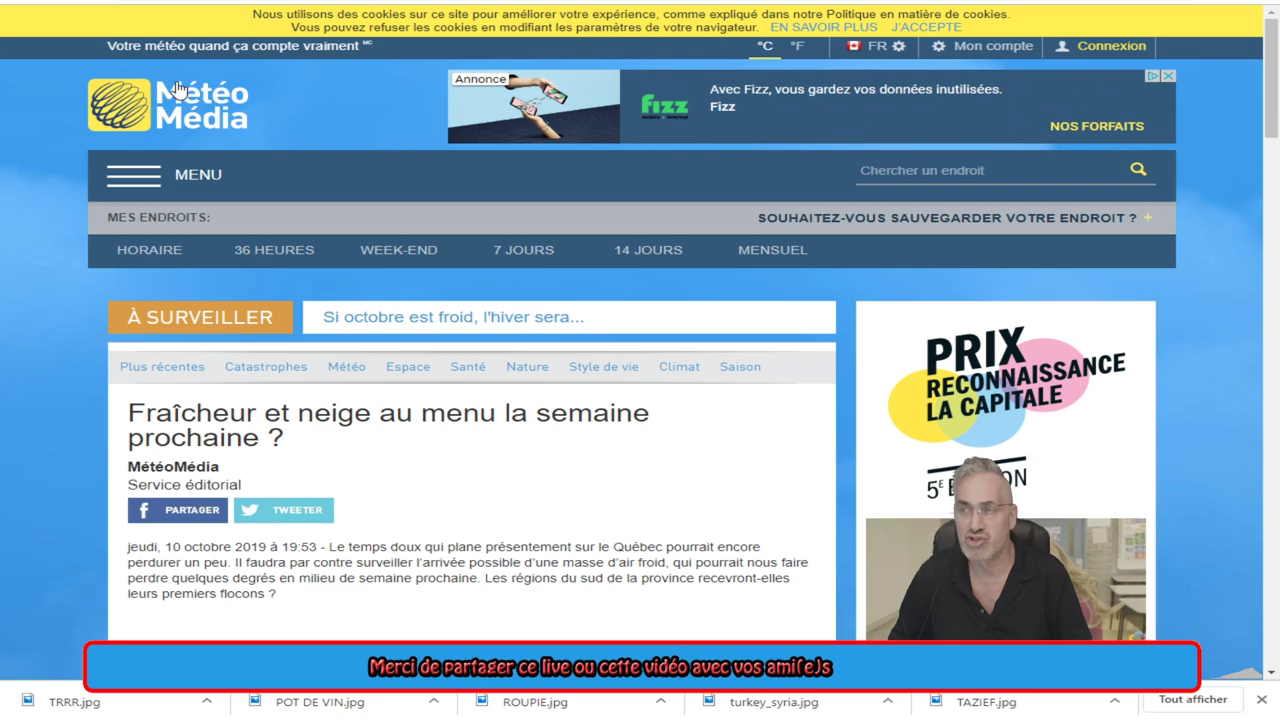 Nous utilisons des cookies sur ce site pour améliorer votre expérience, comme expliqué dans notre Politique en matière de cookies.
Vous pouvez refuser les cookies en modifiant les paramètres de votre navigateur. EN SAVOIR PLUS J'ACCEPTE
Votre météo quand ça compte vraiment MC
°C °F FR Mon compte Connexion
Météo
Média
Annonce
fizz
Avec Fizz, vous gardez vos données inutilisées.
Fizz
NOS FORFAITS
MENU
Chercher un endroit
MES ENDROITS:
SOUHAITEZ-VOUS SAUVEGARDER VOTRE ENDROIT ? +
HORAIRE 36 HEURES WEEK-END 7 JOURS 14 JOURS MENSUEL
À SURVEILLER
Si octobre est froid, l'hiver sera...
Plus récentes Catastrophes Météo Espace Santé Nature Style de vie Climat Saison
Fraîcheur et neige au menu la semaine
prochaine ?
MétéoMédia
Service éditorial
PARTAGER TWEETER
jeudi, 10 octobre 2019 à 19:53 - Le temps doux qui plane présentement sur le Québec pourrait encore
perdurer un peu. Il faudra par contre surveiller l'arrivée possible d'une masse d'air froid, qui pourrait nous faire
perdre quelques degrés en milieu de semaine prochaine. Les régions du sud de la province recevront-elles
leurs premiers flocons ?
PRIX
RECONNAISSANCE
LA CAPITALE
5E
Merci de partager ce live ou cette vidéo avec vos ami(e)s
TRRR.jpg POT DE VIN.jpg ROUPIE.jpg turkey_syria.jpg TAZIEF.jpg Tout afficher